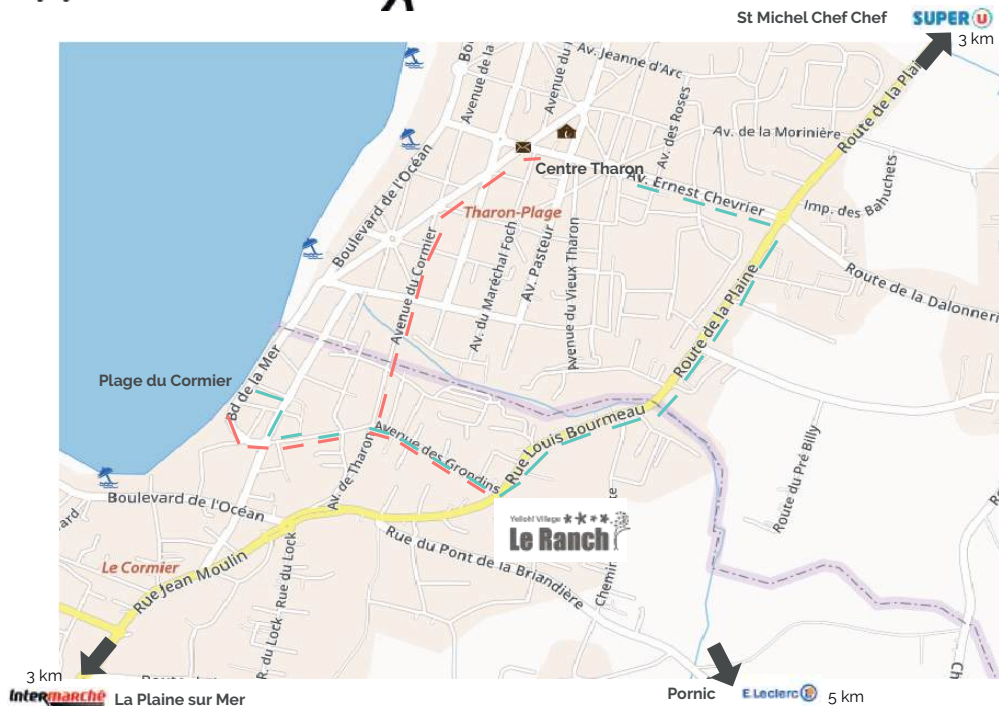 St Michel Chef Chef
SUPER U
3 km
Av. Jeanne d'Arc
Avenue de la
Avenue du
Av. des Roses
Av. de la Morinière
Route de la Plai
Boulevard de l'Océan
Centre Tharon
Av. Ernest Chevrier
Imp. des Bahuchets
Tharon-Plage
Avenue du Cormier
Av. du Maréchal Foch
Av. Pasteur
Avenue du Vieux Tharon
Route de la Plaine
Route de la Dalonneri
Plage du Cormier
Bd de la Mer
Avenue des Grondins
Rue Louis Bourmeau
Av. de Tharon
Route du Pré Billy
Boulevard de l'Océan
Yelloh! Village
Le Ranch
Rue du Pont de la Briandière
Chemin
Le Cormier
Rue Jean Moulin
Rue du Lock
R. du Lock
3 km
Intermarché
La Plaine sur Mer
Pornic
E.Leclerc
5 km